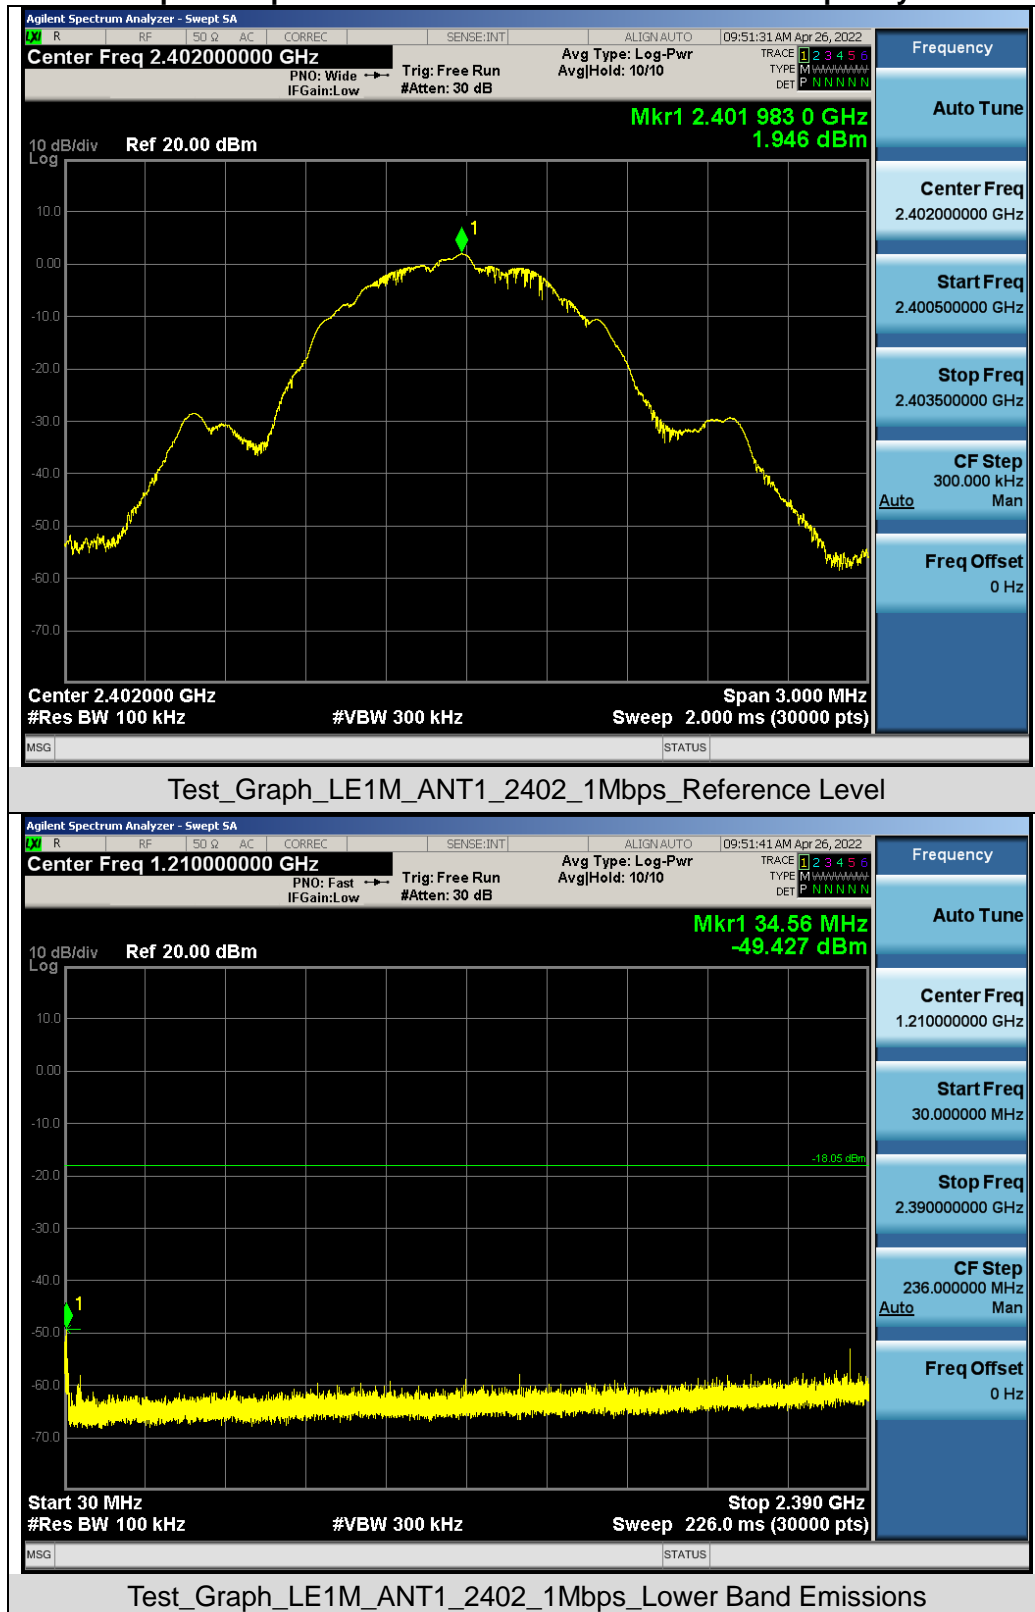 Agilent Spectrum Analyzer - Swept SA
LXI R RF 50 Ω AC CORREC SENSE:INT ALIGNAUTO 09:51:31 AM Apr 26, 2022
Center Freq 2.402000000 GHz
PNO: Wide
IFGain:Low
Trig: Free Run
#Atten: 30 dB
Avg Type: Log-Pwr
Avg|Hold: 10/10
TRACE 1 2 3 4 5 6
TYPE M WWWWW
DET P N N N N N
Mkr1 2.401 983 0 GHz
1.946 dBm
10 dB/div Ref 20.00 dBm
Log
1
10.0
0.00
-10.0
-20.0
-30.0
-40.0
-50.0
-60.0
-70.0
Center 2.402000 GHz Span 3.000 MHz
#Res BW 100 kHz #VBW 300 kHz Sweep 2.000 ms (30000 pts)
MSG STATUS
Frequency
Auto Tune
Center Freq
2.402000000 GHz
Start Freq
2.400500000 GHz
Stop Freq
2.403500000 GHz
CF Step
300.000 kHz
Auto Man
Freq Offset
0 Hz
Test_Graph_LE1M_ANT1_2402_1Mbps_Reference Level
Agilent Spectrum Analyzer - Swept SA
LXI R RF 50 Ω AC CORREC SENSE:INT ALIGNAUTO 09:51:41 AM Apr 26, 2022
Center Freq 1.210000000 GHz
PNO: Fast
IFGain:Low
Trig: Free Run
#Atten: 30 dB
Avg Type: Log-Pwr
Avg|Hold: 10/10
TRACE 1 2 3 4 5 6
TYPE M WWWWW
DET P N N N N N
Mkr1 34.56 MHz
-49.427 dBm
10 dB/div Ref 20.00 dBm
Log
10.0
0.00
-10.0
-18.05 dBm
-20.0
-30.0
-40.0
1
-50.0
-60.0
-70.0
Start 30 MHz Stop 2.390 GHz
#Res BW 100 kHz #VBW 300 kHz Sweep 226.0 ms (30000 pts)
MSG STATUS
Frequency
Auto Tune
Center Freq
1.210000000 GHz
Start Freq
30.000000 MHz
Stop Freq
2.390000000 GHz
CF Step
236.000000 MHz
Auto Man
Freq Offset
0 Hz
Test_Graph_LE1M_ANT1_2402_1Mbps_Lower Band Emissions